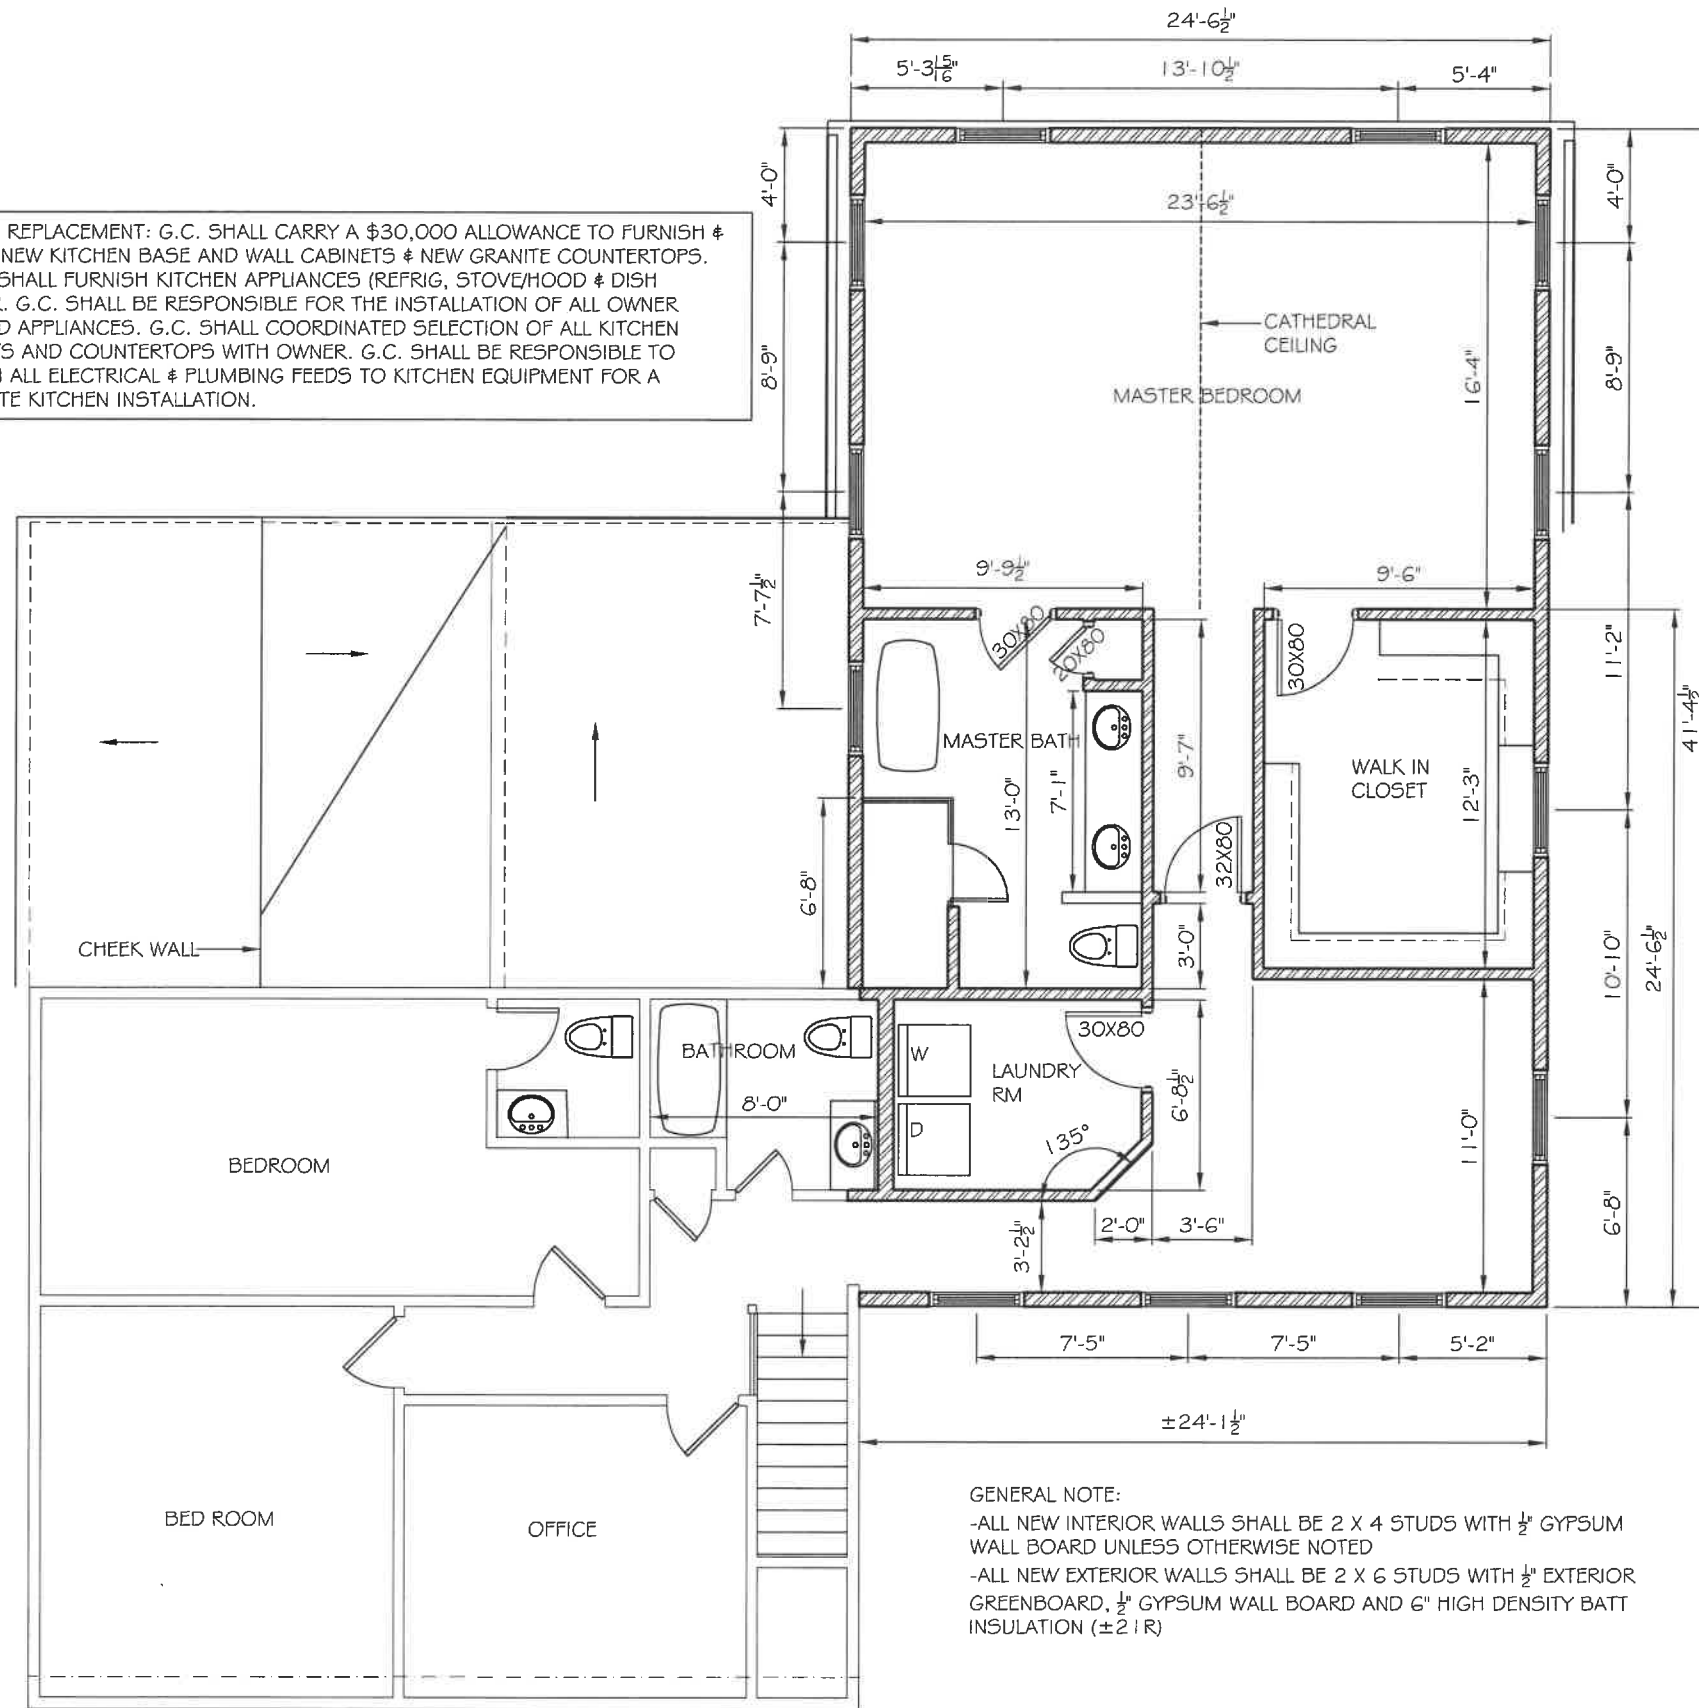 24'-6½"
5'-3 15/16"
13'-10½"
5'-4"
4'-0"
4'-0"
23'-6½"
REPLACEMENT: G.C. SHALL CARRY A $30,000 ALLOWANCE TO FURNISH &
NEW KITCHEN BASE AND WALL CABINETS & NEW GRANITE COUNTERTOPS.
SHALL FURNISH KITCHEN APPLIANCES (REFRIG, STOVE/HOOD & DISH
G.C. SHALL BE RESPONSIBLE FOR THE INSTALLATION OF ALL OWNER
D APPLIANCES. G.C. SHALL COORDINATED SELECTION OF ALL KITCHEN
S AND COUNTERTOPS WITH OWNER. G.C. SHALL BE RESPONSIBLE TO
ALL ELECTRICAL & PLUMBING FEEDS TO KITCHEN EQUIPMENT FOR A
TE KITCHEN INSTALLATION.
CATHEDRAL
CEILING
8'-9"
8'-9"
16'-4"
MASTER BEDROOM
9'-9½"
9'-6"
7'-7½"
30X80
20X80
30X80
11'-2"
41'-4½"
MASTER BATH
9'-7"
7'-1"
13'-0"
WALK IN
CLOSET
12'-3"
32X80
6'-8"
CHEEK WALL
3'-0"
10'-10"
24'-6½"
30X80
BATHROOM
W
LAUNDRY
RM
8'-0"
6'-8½"
D
135°
11'-0"
BEDROOM
6'-8"
2'-0"
3'-6"
3'-2½"
7'-5"
7'-5"
5'-2"
±24'-1½"
BED ROOM
OFFICE
GENERAL NOTE:
-ALL NEW INTERIOR WALLS SHALL BE 2 X 4 STUDS WITH ½" GYPSUM
WALL BOARD UNLESS OTHERWISE NOTED
-ALL NEW EXTERIOR WALLS SHALL BE 2 X 6 STUDS WITH ½" EXTERIOR
GREENBOARD, ½" GYPSUM WALL BOARD AND 6" HIGH DENSITY BATT
INSULATION (±21R)